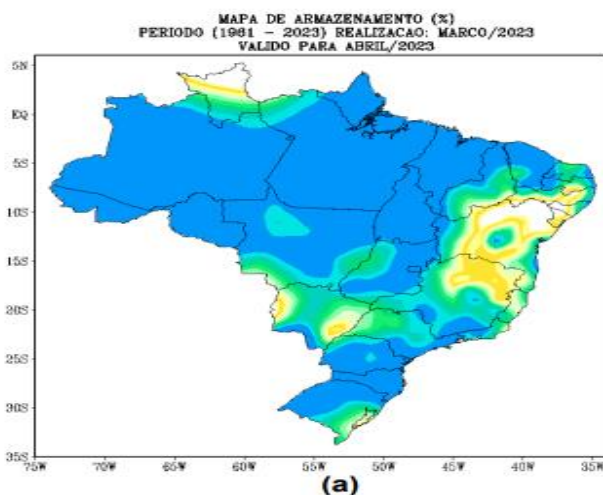 MAPA DE ARMAZENAMENTO (%)
PERIODO (1981 - 2023) REALIZACAO: MARCO/2023
VALIDO PARA ABRIL/2023
5N
EQ
5S
10S
15S
20S
25S
30S
35S
75W 70W 65W 60W 55W 50W 45W 40W 35W
(a)